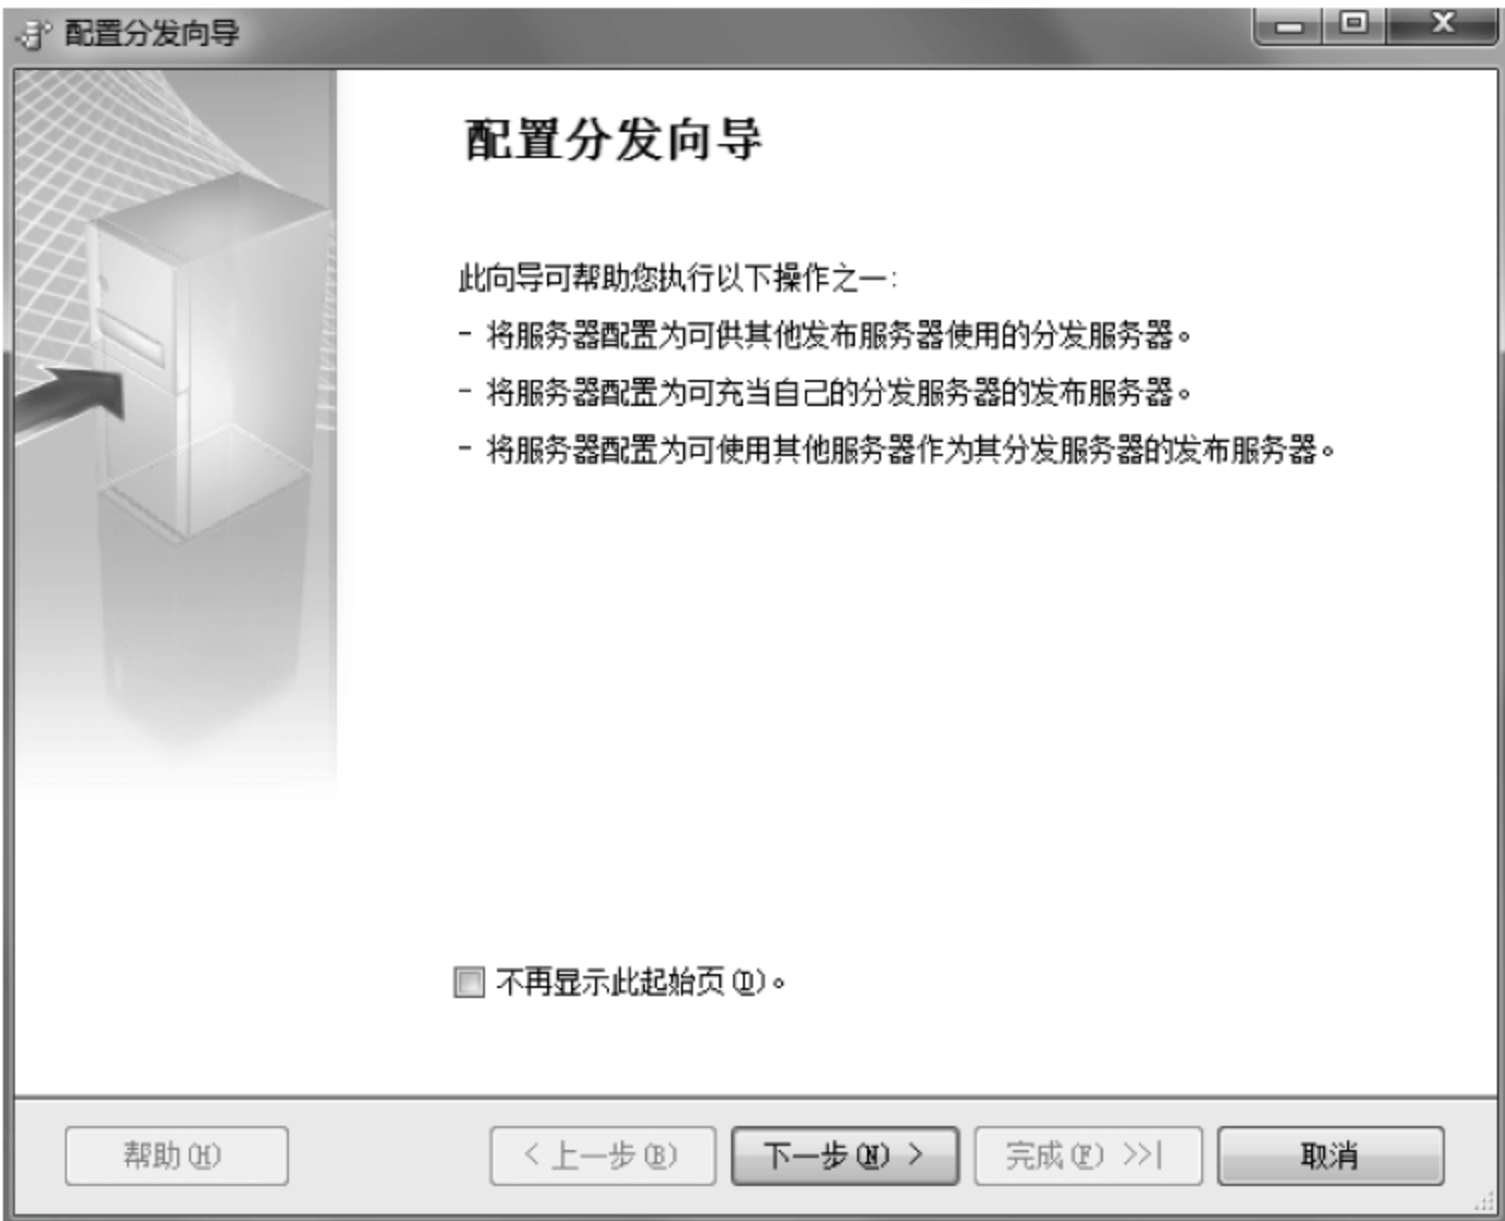 配置分发向导
配置分发向导
此向导可帮助您执行以下操作之一：
- 将服务器配置为可供其他发布服务器使用的分发服务器。
- 将服务器配置为可充当自己的分发服务器的发布服务器。
- 将服务器配置为可使用其他服务器作为其分发服务器的发布服务器。
不再显示此起始页(D)。
帮助(H) < 上一步(B) 下一步(N) > 完成(F) >>| 取消